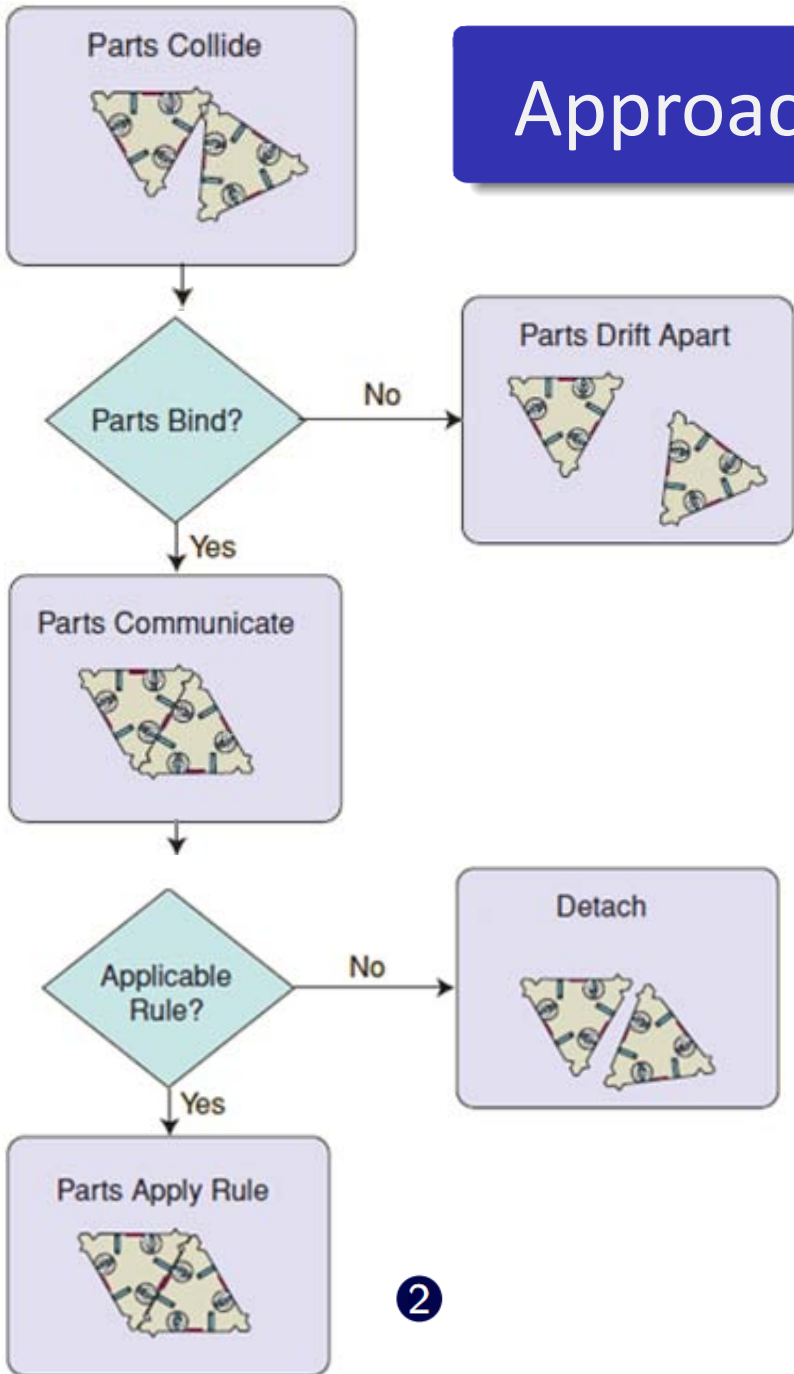 Parts Collide
Approac
Parts Bind?
No
Parts Drift Apart
Yes
Parts Communicate
Applicable
Rule?
No
Detach
Yes
Parts Apply Rule
2